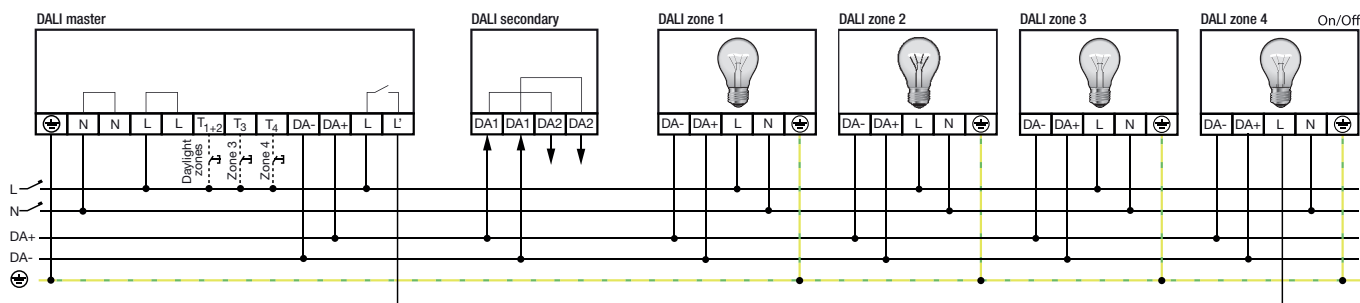 DALI master
DALI secondary
DALI zone 1
DALI zone 2
DALI zone 3
DALI zone 4
On/Off
N N L L T1+2 T3 T4 DA- DA+ L L'
DA1 DA1 DA2 DA2
DA- DA+ L N
DA- DA+ L N
DA- DA+ L N
DA- DA+ L N
Daylight
zones
Zone 3
Zone 4
L
N
DA+
DA-